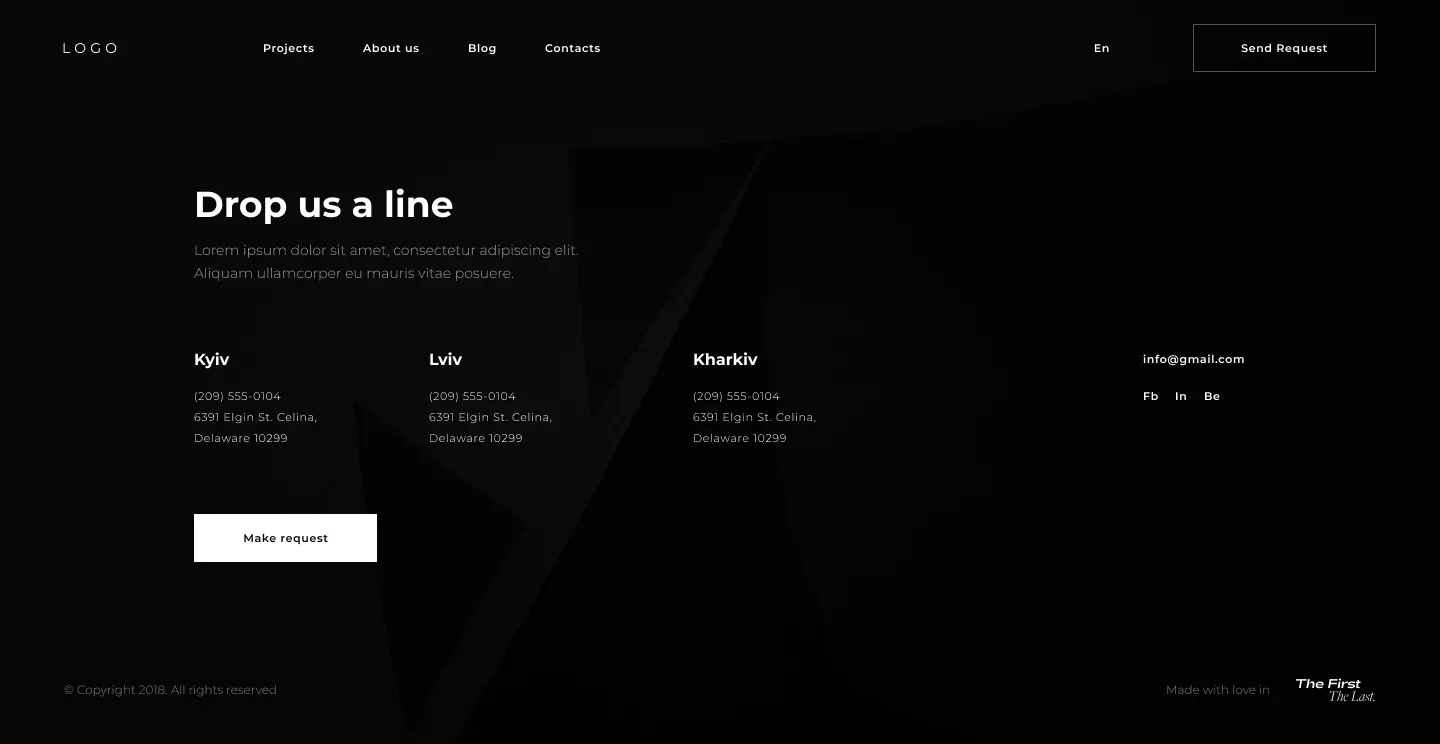 LOGO
Projects About us Blog Contacts En Send Request
Drop us a line
Lorem ipsum dolor sit amet, consectetur adipiscing elit.
Aliquam ullamcorper eu mauris vitae posuere.
Kyiv
(209) 555-0104
6391 Elgin St. Celina,
Delaware 10299
Lviv
(209) 555-0104
6391 Elgin St. Celina,
Delaware 10299
Kharkiv
(209) 555-0104
6391 Elgin St. Celina,
Delaware 10299
info@gmail.com
Fb In Be
Make request
© Copyright 2018. All rights reserved
Made with love in
The First
The Last.